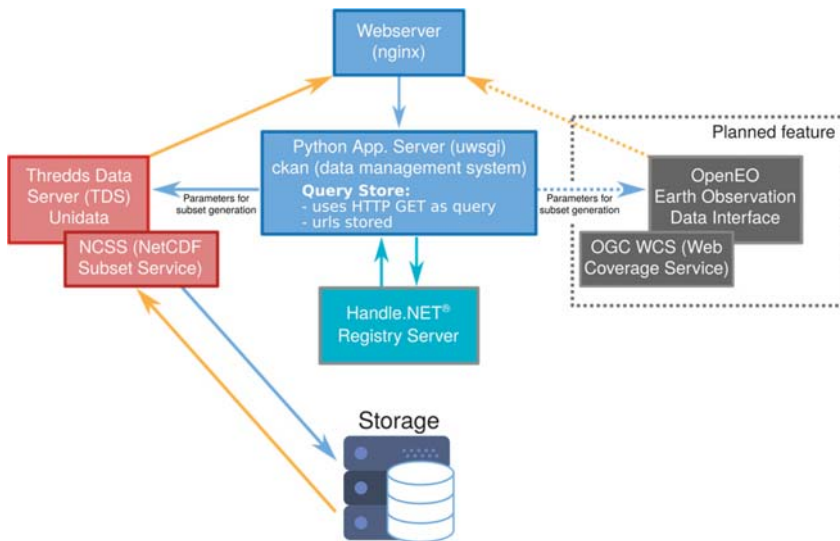 Webserver
(nginx)
Planned feature
Python App. Server (uwsgi)
ckan (data management system)
Query Store:
- uses HTTP GET as query
- urls stored
Thredds Data
Server (TDS)
Unidata
NCSS (NetCDF
Subset Service)
Parameters for
subset generation
Parameters for
subset generation
OpenEO
Earth Observation
Data Interface
OGC WCS (Web
Coverage Service)
Handle.NET®
Registry Server
Storage